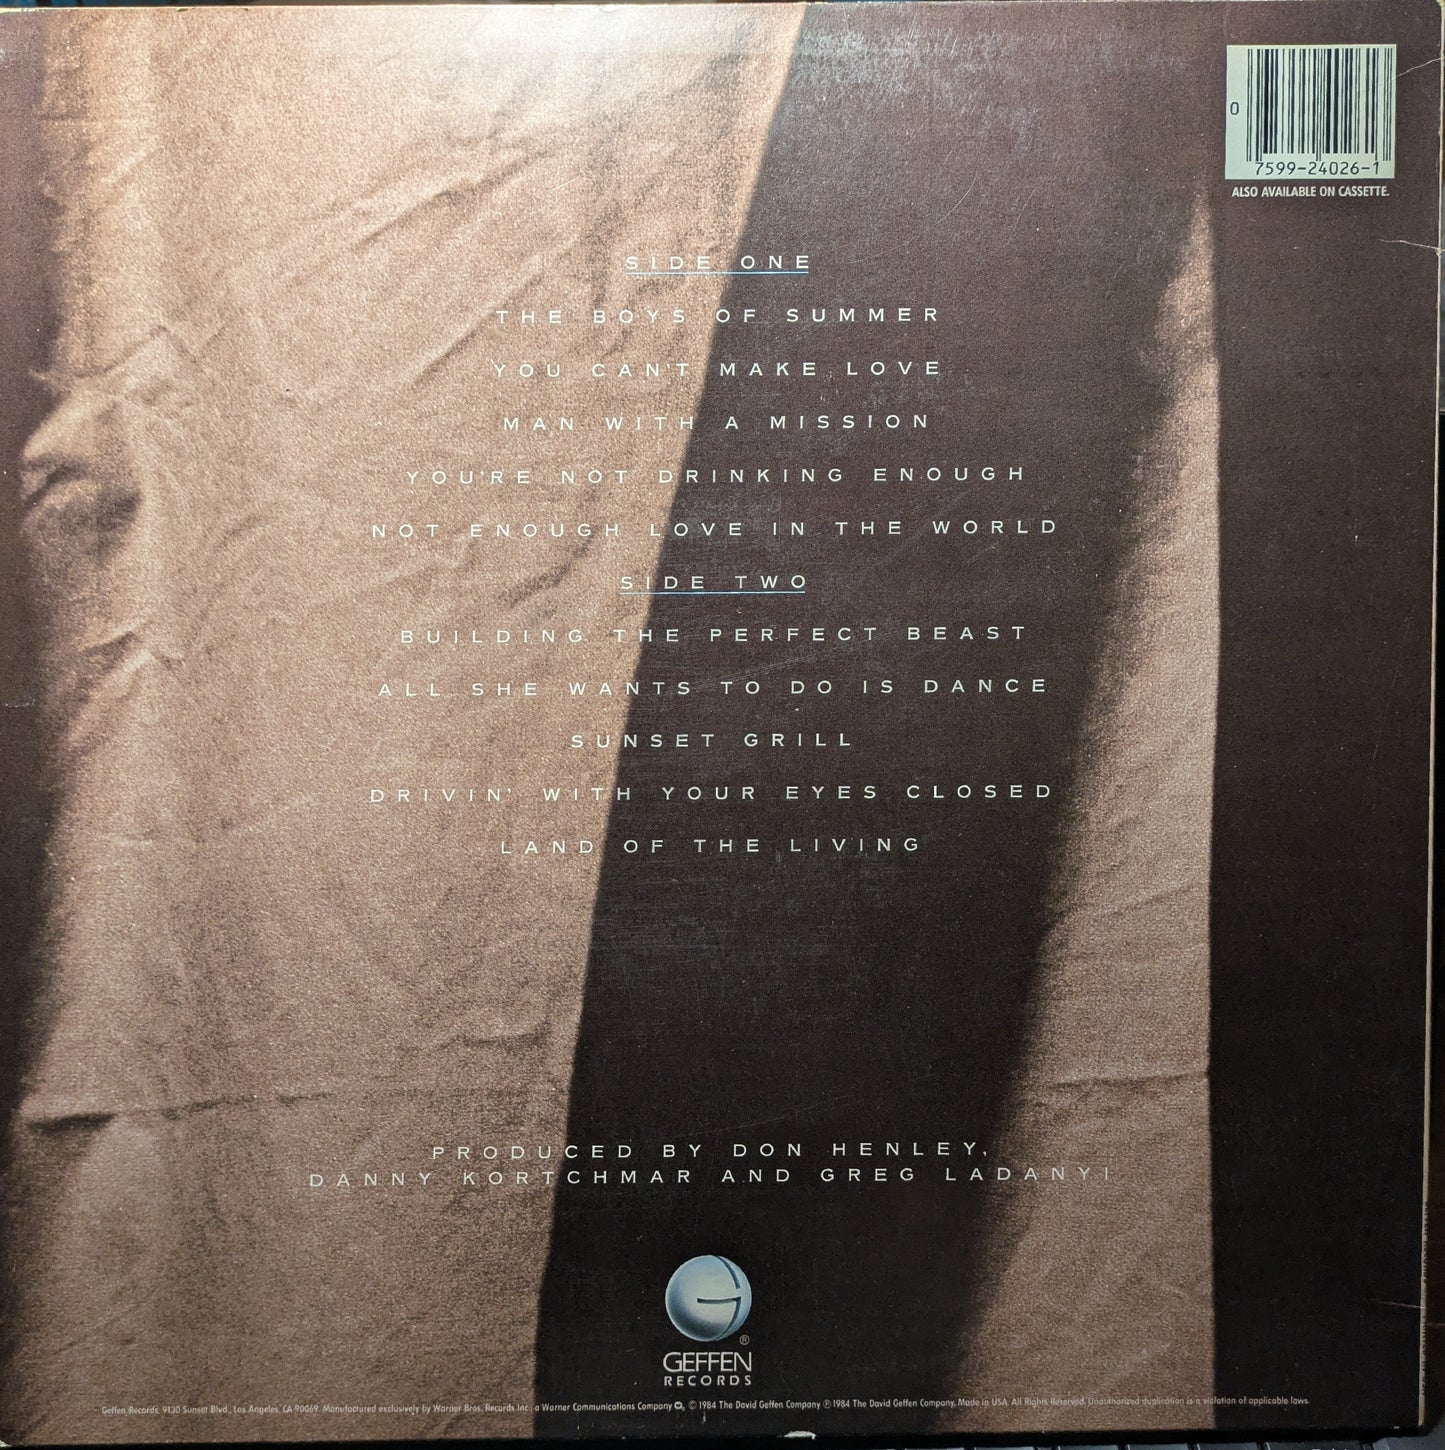 0
7599-24026-1
ALSO AVAILABLE ON CASSETTE.
SIDE ONE
THE BOYS OF SUMMER
YOU CAN'T MAKE LOVE
MAN WITH A MISSION
YOU'RE NOT DRINKING ENOUGH
NOT ENOUGH LOVE IN THE WORLD
SIDE TWO
BUILDING THE PERFECT BEAST
ALL SHE WANTS TO DO IS DANCE
SUNSET GRILL
DRIVIN' WITH YOUR EYES CLOSED
LAND OF THE LIVING
PRODUCED BY DON HENLEY,
DANNY KORTCHMAR AND GREG LADANYI
G
®
GEFFEN
RECORDS
Geffen Records, 9130 Sunset Blvd., Los Angeles, CA 90069. Manufactured exclusively by Warner Bros. Records Inc., a Warner Communications Company. © 1984 The David Geffen Company ℗ 1984 The David Geffen Company. Made in USA. All Rights Reserved. Unauthorized duplication is a violation of applicable laws.